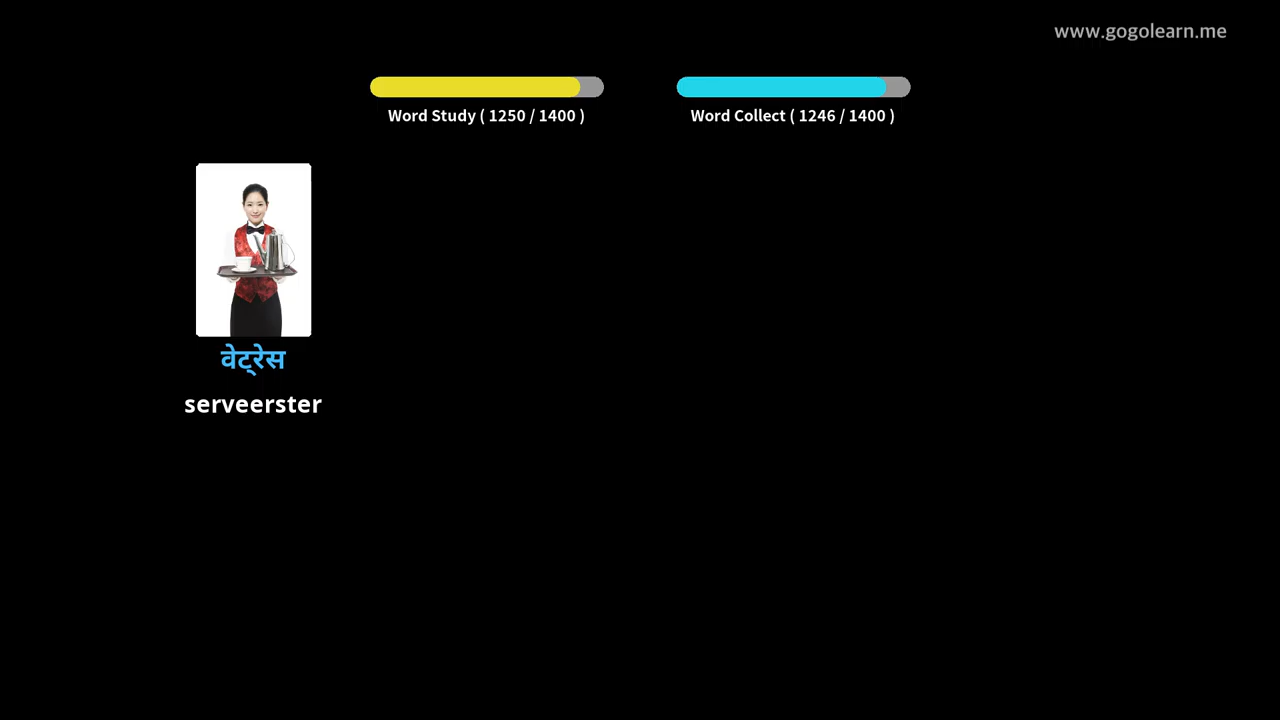 www.gogolearn.me
Word Study ( 1250 / 1400 )
Word Collect ( 1246 / 1400 )
वेट्रेस
serveerster